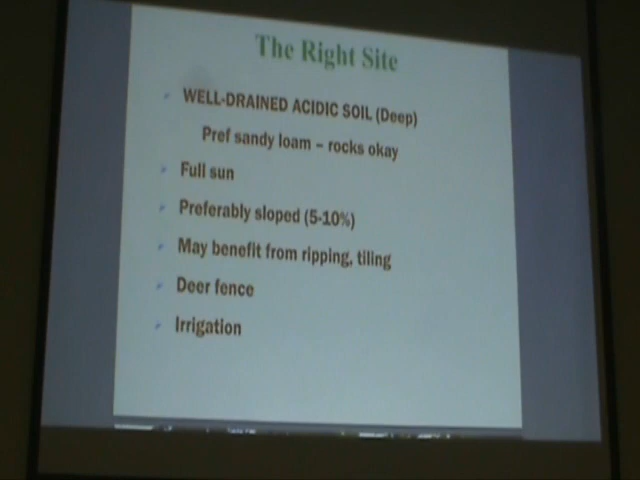 The Right Site
WELL-DRAINED ACIDIC SOIL (Deep)
Pref sandy loam – rocks okay
Full sun
Preferably sloped (5-10%)
May benefit from ripping, tiling
Deer fence
Irrigation